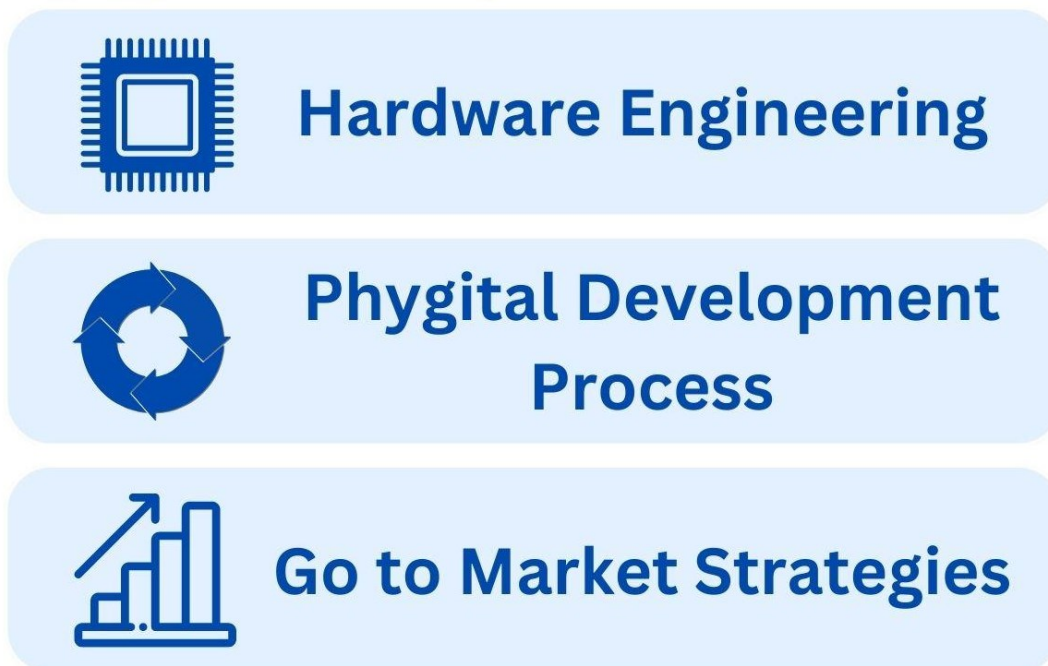 Hardware Engineering
Phygital Development
Process
Go to Market Strategies